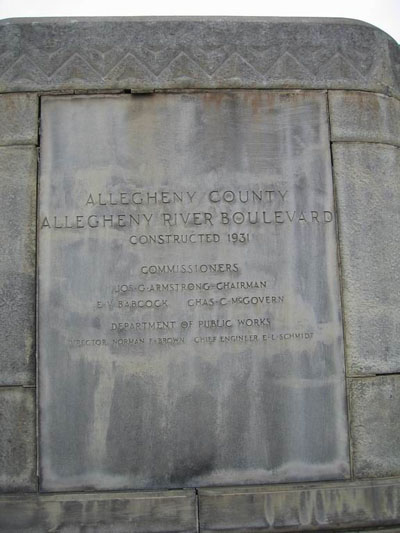 ALLEGHENY COUNTY
ALLEGHENY RIVER BOULEVARD
CONSTRUCTED 1931
COMMISSIONERS
JOS·G·ARMSTRONG·CHAIRMAN
E·V·BABCOCK CHAS·C·MCGOVERN
DEPARTMENT OF PUBLIC WORKS
DIRECTOR NORMAN F·BROWN CHIEF ENGINEER E·L·SCHMIDT